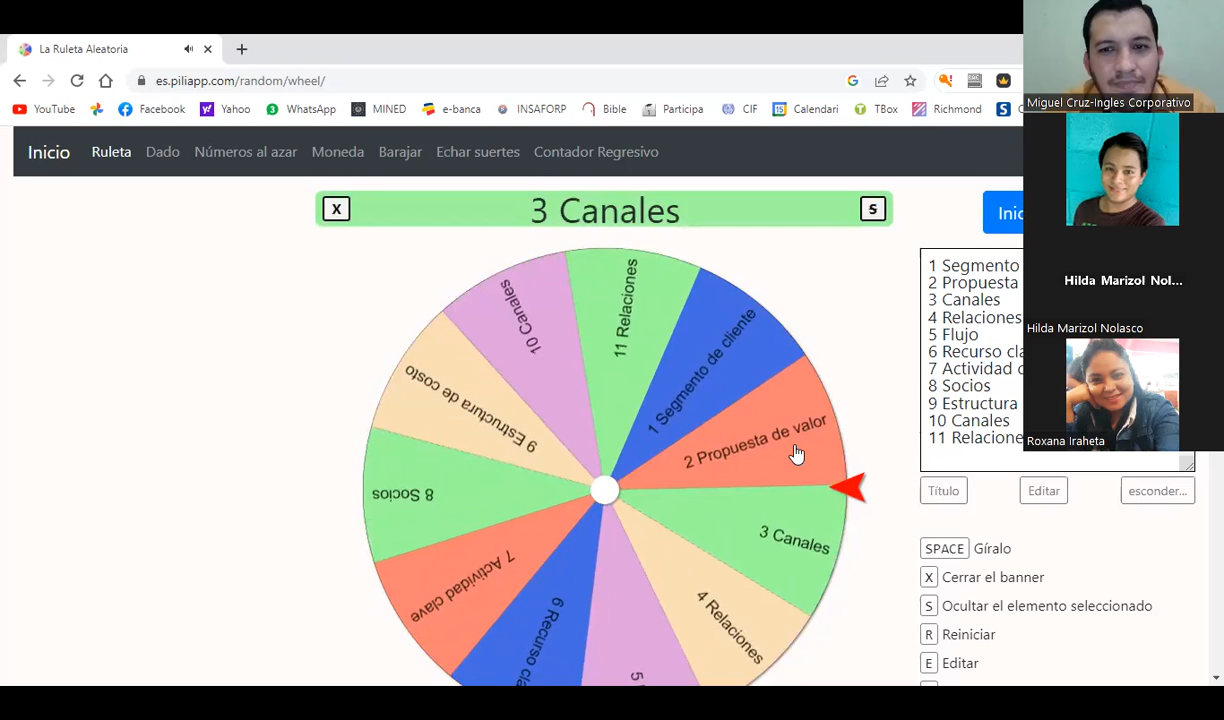 La Ruleta Aleatoria
es.piliapp.com/random/wheel/
YouTube
Facebook
Yahoo
WhatsApp
MINED
e-banca
INSAFORP
Bible
Participa
CIF
Calendari
TBox
Richmond
Inicio
Ruleta
Dado
Números al azar
Moneda
Barajar
Echar suertes
Contador Regresivo
X
3 Canales
S
11 Relaciones
1 Segmento de cliente
2 Propuesta de valor
3 Canales
4 Relaciones
5
6 Recurso cla
7 Actividad clave
8 Socios
9 Estructura de costo
10 Canales
1 Segmento
2 Propuesta
3 Canales
4 Relaciones
5 Flujo
6 Recurso cla
7 Actividad c
8 Socios
9 Estructura
10 Canales
11 Relacione
Título
Editar
esconder...
SPACE Gíralo
X Cerrar el banner
S Ocultar el elemento seleccionado
R Reiniciar
E Editar
Miguel Cruz-Ingles Corporativo
Hilda Marizol Nol...
Hilda Marizol Nolasco
Roxana Iraheta